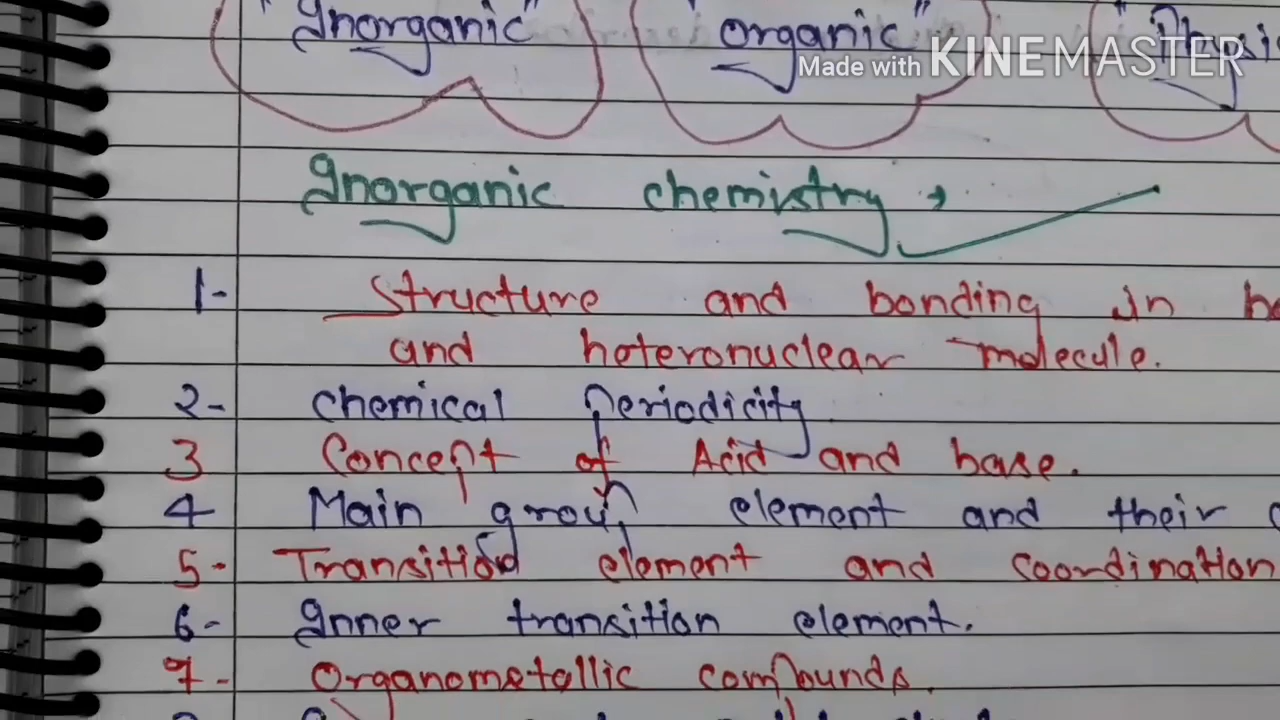 "Inorganic" organic" "Physi
Made with KINEMASTER
Inorganic chemistry →
1- Structure and bonding in ho
and heteronuclear molecule.
2- chemical Periodicity
3 Concept of Acid and base.
4 Main group element and their c
5- Transition element and coordination
6- Inner transition element.
7- Organometallic compounds.